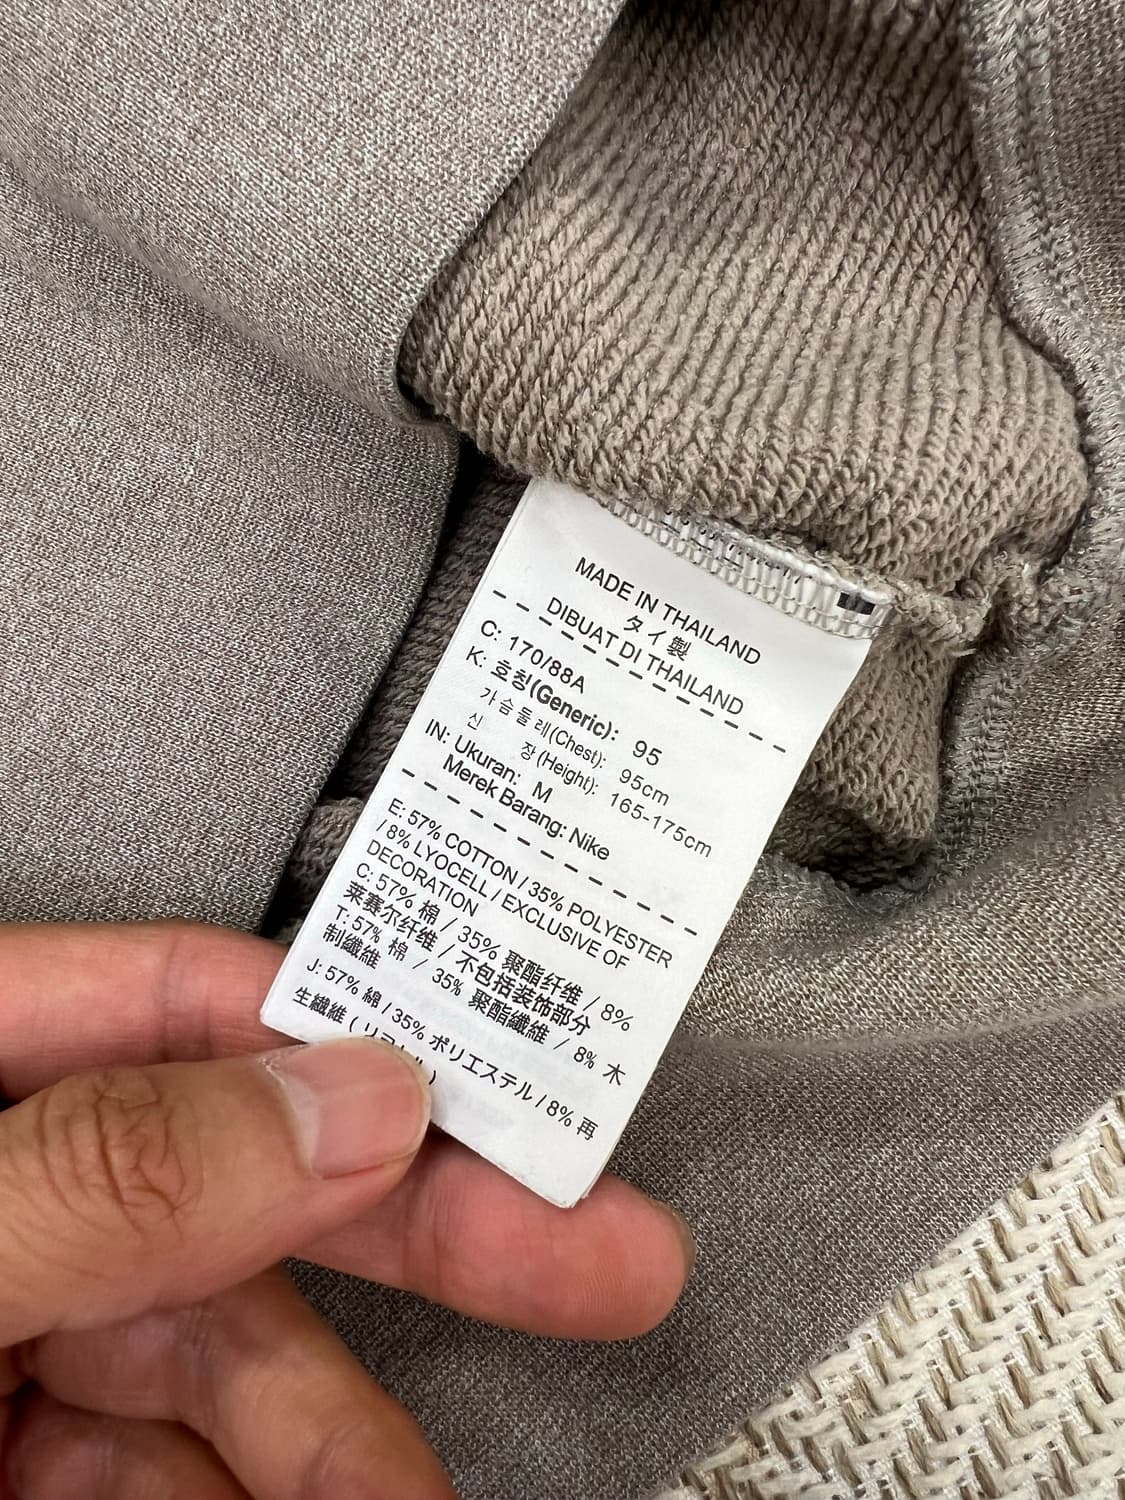 MADE IN THAILAND
タイ製
DIBUAT DI THAILAND
C: 170/88A
K: 호칭(Generic): 95
가슴둘레(Chest): 95cm
신 장(Height): 165-175cm
IN: Ukuran: M
Merek Barang: Nike
E: 57% COTTON / 35% POLYESTER
/ 8% LYOCELL / EXCLUSIVE OF
DECORATION
C: 57% 棉 / 35% 聚酯纤维 / 8%
莱赛尔纤维 / 不包括装饰部分
T: 57% 棉 / 35% 聚酯纖維 / 8% 木
制纖維
J: 57% 綿 / 35% ポリエステル / 8% 再
生繊維 (